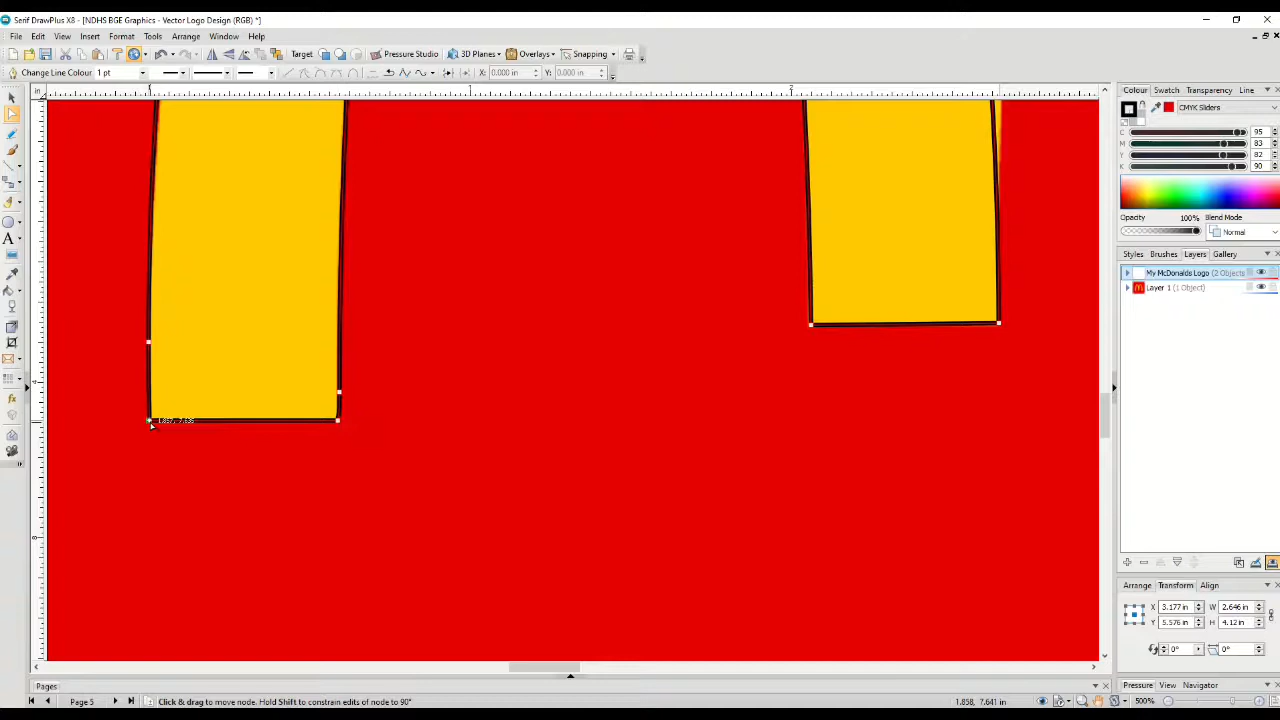 Serif DrawPlus X8 - [NDHS BGE Graphics - Vector Logo Design (RGB) *]
File Edit View Insert Format Tools Arrange Window Help
Target Pressure Studio 3D Planes Overlays Snapping
Change Line Colour 1 pt X: 0.000 in Y: 0.000 in
in 1 2
Colour Swatch Transparency Line
CMYK Sliders
C 95
M 83
Y 82
K 90
Opacity 100% Blend Mode
Normal
Styles Brushes Layers Gallery
My McDonalds Logo (2 Objects
Layer 1 (1 Object)
4
8
Arrange Transform Align
X 3.177 in W 2.646 in
Y 5.576 in H 4.12 in
0° 0°
Pages
Pressure View Navigator
Page 5 Click & drag to move node. Hold Shift to constrain edits of node to 90° 1.858, 7.641 in 500%